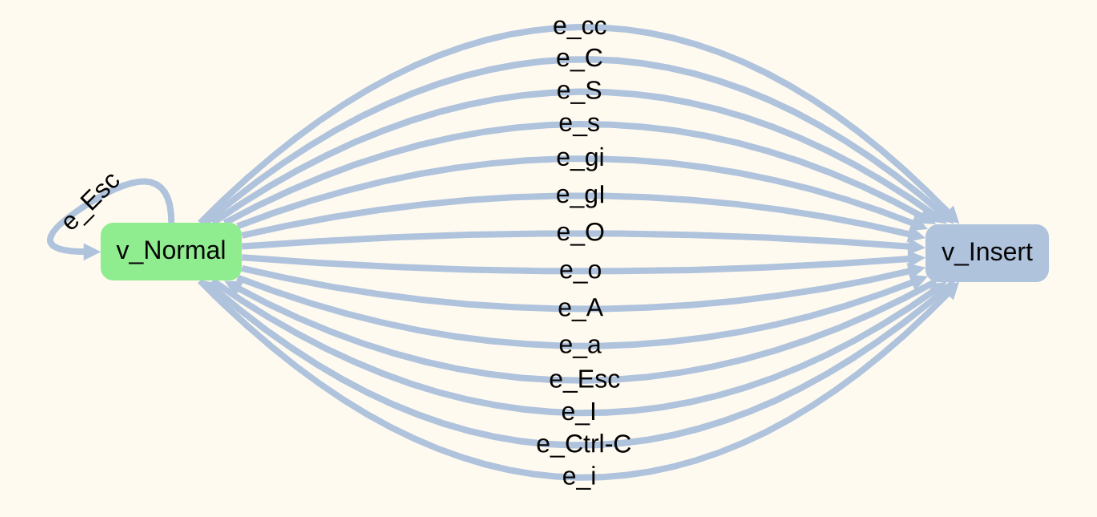 e_cc
e_C
e_S
e_s
e_gi
e_gI
e_O
e_o
e_A
e_a
e_Esc
e_I
e_Ctrl-C
e_i
e_Esc
v_Normal
v_Insert